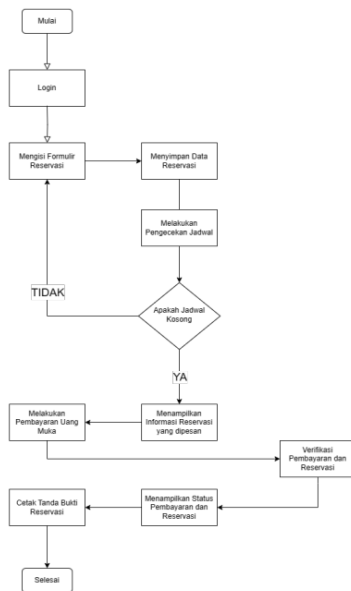 Mulai
Login
Mengisi Formulir
Reservasi
Menyimpan Data
Reservasi
Melakukan
Pengecekan Jadwal
TIDAK
Apakah Jadwal
Kosong
YA
Melakukan
Pembayaran Uang
Muka
Menampilkan
Informasi Reservasi
yang dipesan
Verifikasi
Pembayaran dan
Reservasi
Cetak Tanda Bukti
Reservasi
Menampilkan Status
Pembayaran dan
Reservasi
Selesai